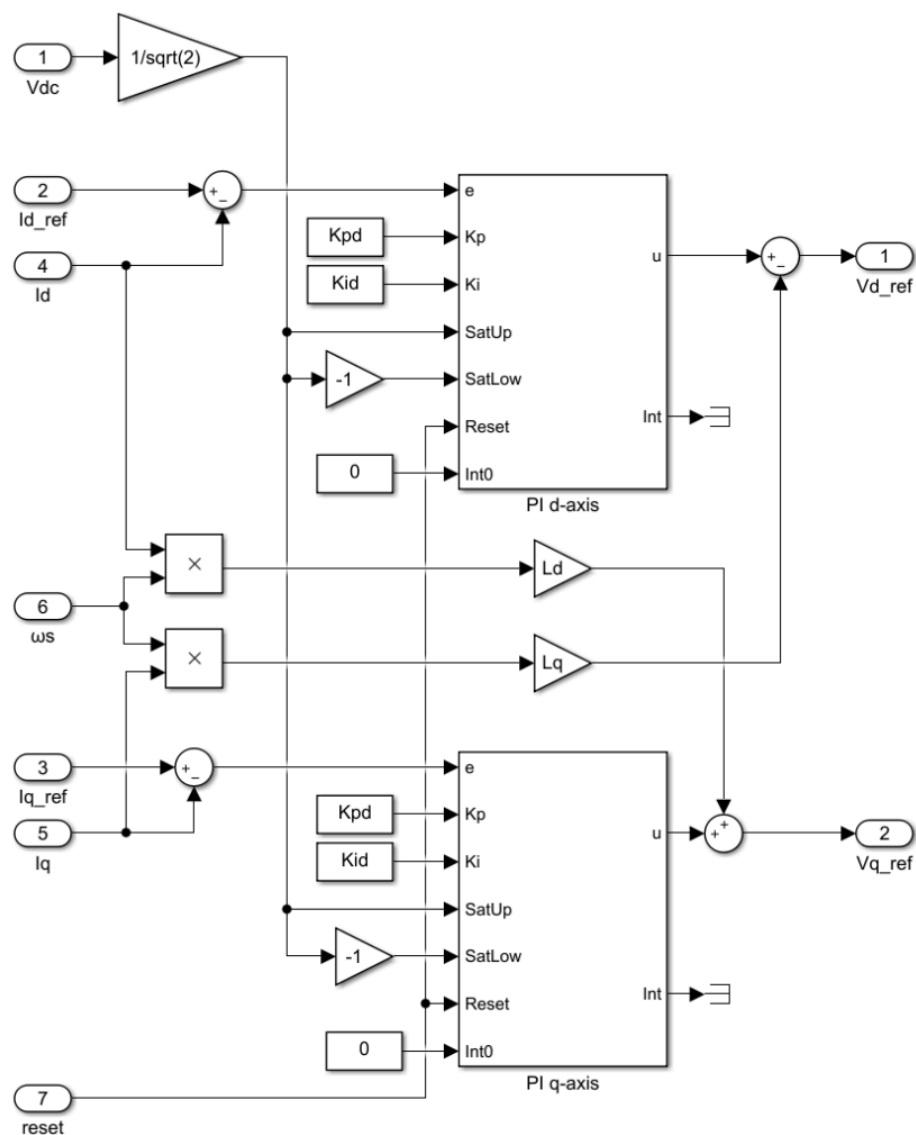 1
Vdc
1/sqrt(2)
2
Id_ref
+
−
4
Id
Kpd
Kid
-1
0
e
Kp
Ki
SatUp
SatLow
Reset
Int0
u
Int
PI d-axis
+
−
1
Vd_ref
×
Ld
6
ωs
×
Lq
3
Iq_ref
+
−
5
Iq
Kpd
Kid
-1
0
e
Kp
Ki
SatUp
SatLow
Reset
Int0
u
Int
PI q-axis
+
+
2
Vq_ref
7
reset